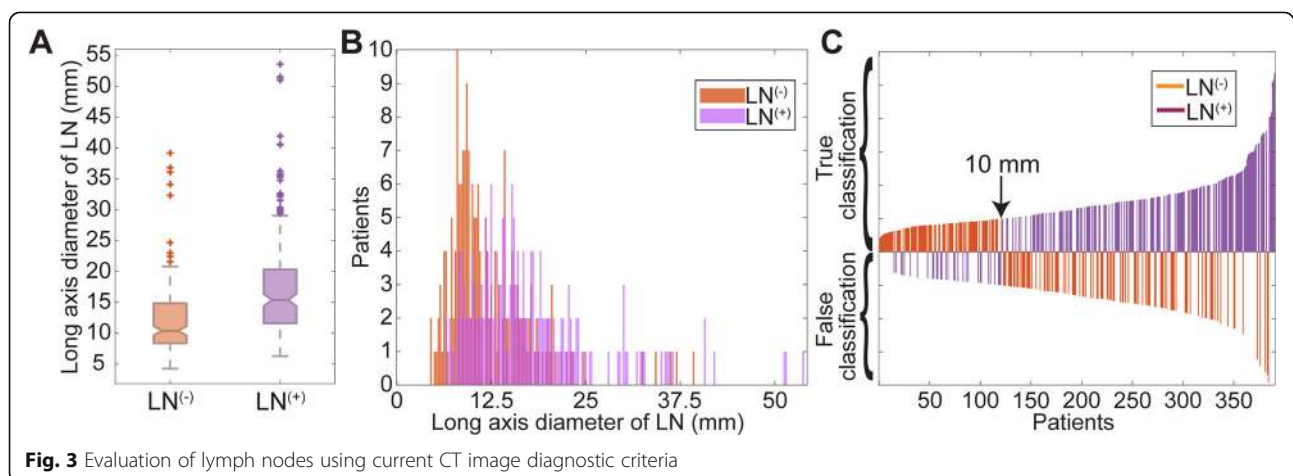 A
Long axis diameter of LN (mm)
55
50
45
40
35
30
25
20
15
10
5
LN(-)
LN(+)
B
Patients
10
9
8
7
6
5
4
3
2
1
0
0
12.5
25
37.5
50
Long axis diameter of LN (mm)
LN(-)
LN(+)
C
True
classification
False
classification
LN(-)
LN(+)
10 mm
50
100
150
200
250
300
350
Patients
Fig. 3 Evaluation of lymph nodes using current CT image diagnostic criteria